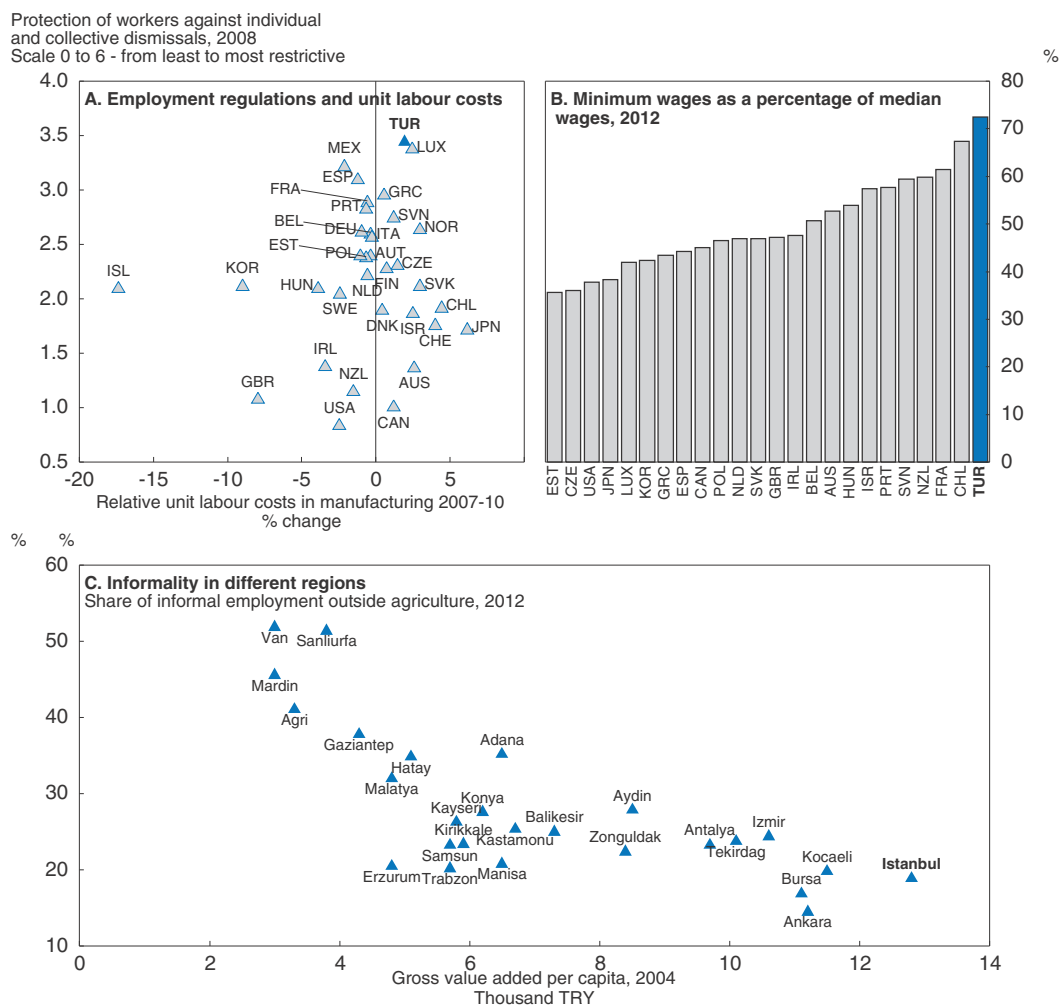 Protection of workers against individual
and collective dismissals, 2008
Scale 0 to 6 - from least to most restrictive
%
4.0
3.5
3.0
2.5
2.0
1.5
1.0
0.5
A. Employment regulations and unit labour costs
TUR
MEX
LUX
ESP
FRA
GRC
PRT
SVN
BEL
DEU
ITA
NOR
EST
POL
AUT
CZE
ISL
KOR
HUN
NLD
FIN
SVK
SWE
CHL
DNK
ISR
CHE
JPN
IRL
NZL
AUS
GBR
USA
CAN
-20
-15
-10
-5
0
5
10
Relative unit labour costs in manufacturing 2007-10
% change
B. Minimum wages as a percentage of median
wages, 2012
80
70
60
50
40
30
20
10
0
EST
CZE
USA
JPN
LUX
KOR
GRC
ESP
CAN
POL
NLD
SVK
GBR
IRL
BEL
AUS
HUN
ISR
PRT
SVN
NZL
FRA
CHL
TUR
% %
60
50
40
30
20
10
C. Informality in different regions
Share of informal employment outside agriculture, 2012
Van
Sanliurfa
Mardin
Agri
Gaziantep
Adana
Hatay
Malatya
Konya
Aydin
Kayseri
Balikesir
Izmir
Kirikkale
Kastamonu
Zonguldak
Antalya
Tekirdag
Samsun
Kocaeli
Istanbul
Erzurum
Trabzon
Manisa
Bursa
Ankara
0
2
4
6
8
10
12
14
Gross value added per capita, 2004
Thousand TRY